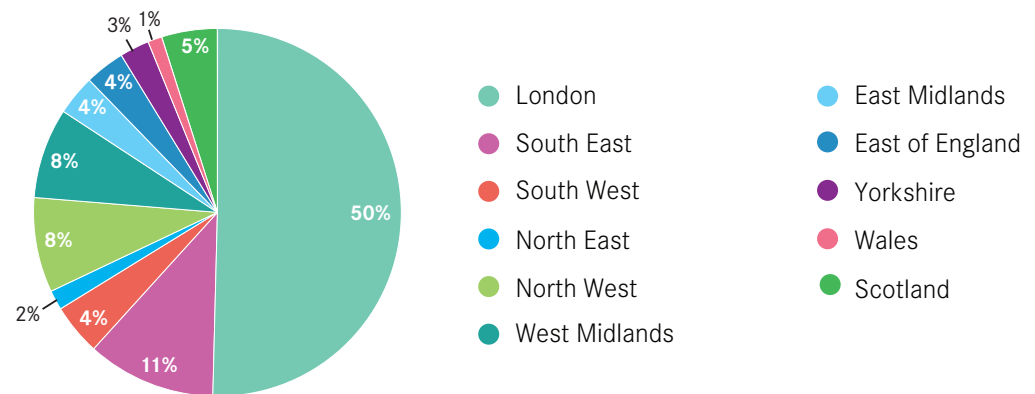 3%
1%
5%
4%
4%
8%
50%
8%
2%
4%
11%
London
South East
South West
North East
North West
West Midlands
East Midlands
East of England
Yorkshire
Wales
Scotland